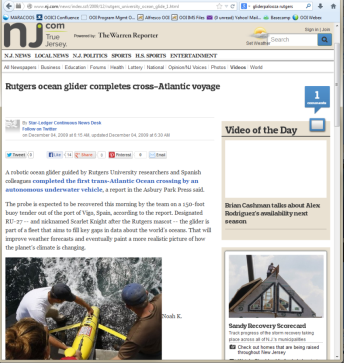 www.nj.com/news/index.ssf/2009/12/rutgers_university_ocean_glide_1.html
gliderpalooza rutgers
MARACOOS
OOI CI Confluence
OOI Program Mgmt O...
Alfresco OOI
OOI IMS Files
(0 unread) Yahoo! Mail...
Basecamp
OOI Webex
nj.com
True Jersey.
Powered by: The Warren Reporter
Set Weather
Sign in | Join
Search
N.J. NEWS LOCAL NEWS N.J. POLITICS SPORTS H.S. SPORTS ENTERTAINMENT
All Newspapers Business Education Forums Health Lottery National Opinion/NJ Voices Photos Videos World
Rutgers ocean glider completes cross-Atlantic voyage
1
comments
By Star-Ledger Continuous News Desk
Follow on Twitter
on December 04, 2009 at 6:15 AM, updated December 04, 2009 at 6:30 AM
Tweet 0
Like 14
Share
Pinterest 0
Email
A robotic ocean glider guided by Rutgers University researchers and Spanish
colleagues completed the first trans-Atlantic Ocean crossing by an
autonomous underwater vehicle, a report in the Asbury Park Press said.
The probe is expected to be recovered this morning by the team on a 150-foot
buoy tender out of the port of Vigo, Spain, according to the report. Designated
RU-27 -- and nicknamed Scarlet Knight after the Rutgers mascot -- the glider is
part of a fleet that aims to fill key gaps in data about the world's oceans. That will
improve weather forecasts and eventually paint a more realistic picture of how
the planet's climate is changing.
Noah K.
Video of the Day
Brian Cashman talks about Alex
Rodriguez's availability next
season
Sandy Recovery Scorecard
Track progress of the storm recovery taking
place across all of N.J.'s municipalities
Check out homes that are being raised
throughout New Jersey